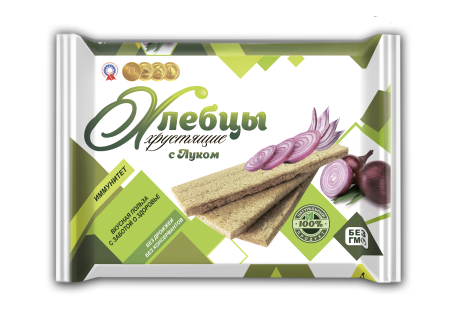 Хлебцы
хрустящие
с Луком
ИММУНИТЕТ
ВКУСНАЯ ПОЛЬЗА
С ЗАБОТОЙ О ЗДОРОВЬЕ!
БЕЗ ДРОЖЖЕЙ
БЕЗ КОНСЕРВАНТОВ
100%
БЕЗ
ГМО